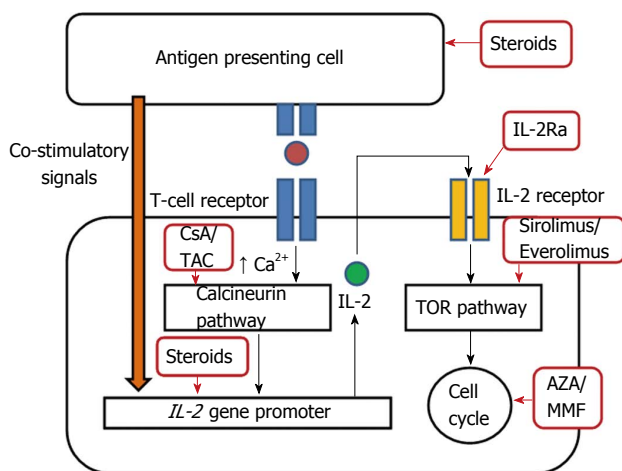 Antigen presenting cell
Steroids
Co-stimulatory
signals
IL-2Ra
T-cell receptor
IL-2 receptor
CsA/
TAC
↑ Ca²⁺
Sirolimus/
Everolimus
Calcineurin
pathway
IL-2
TOR pathway
Steroids
IL-2 gene promoter
Cell
cycle
AZA/
MMF